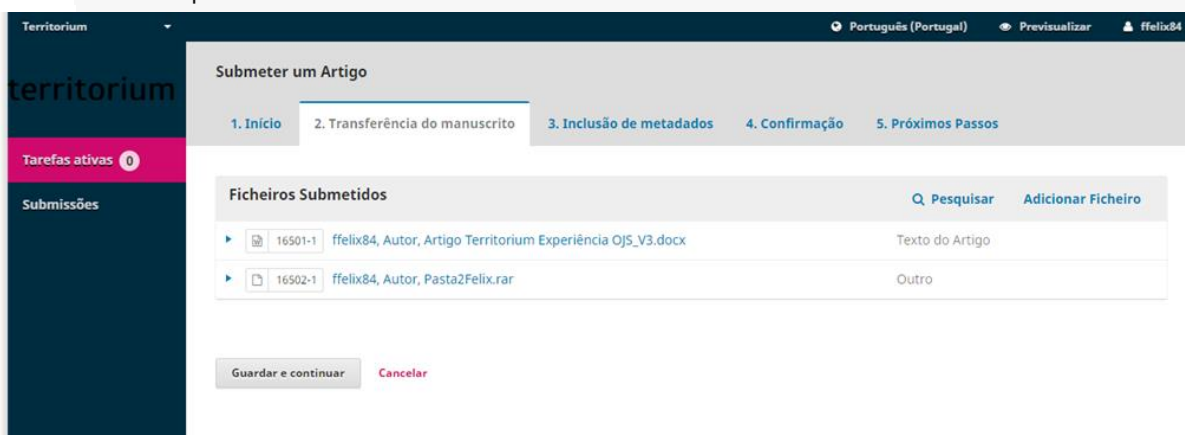 Territorium
Português (Portugal) Previsualizar ffelix84
territorium
Submeter um Artigo
1. Início 2. Transferência do manuscrito 3. Inclusão de metadados 4. Confirmação 5. Próximos Passos
Tarefas ativas 0
Submissões
Ficheiros Submetidos Pesquisar Adicionar Ficheiro
16501-1 ffelix84, Autor, Artigo Territorium Experiência OJS_V3.docx Texto do Artigo
16502-1 ffelix84, Autor, Pasta2Felix.rar Outro
Guardar e continuar Cancelar